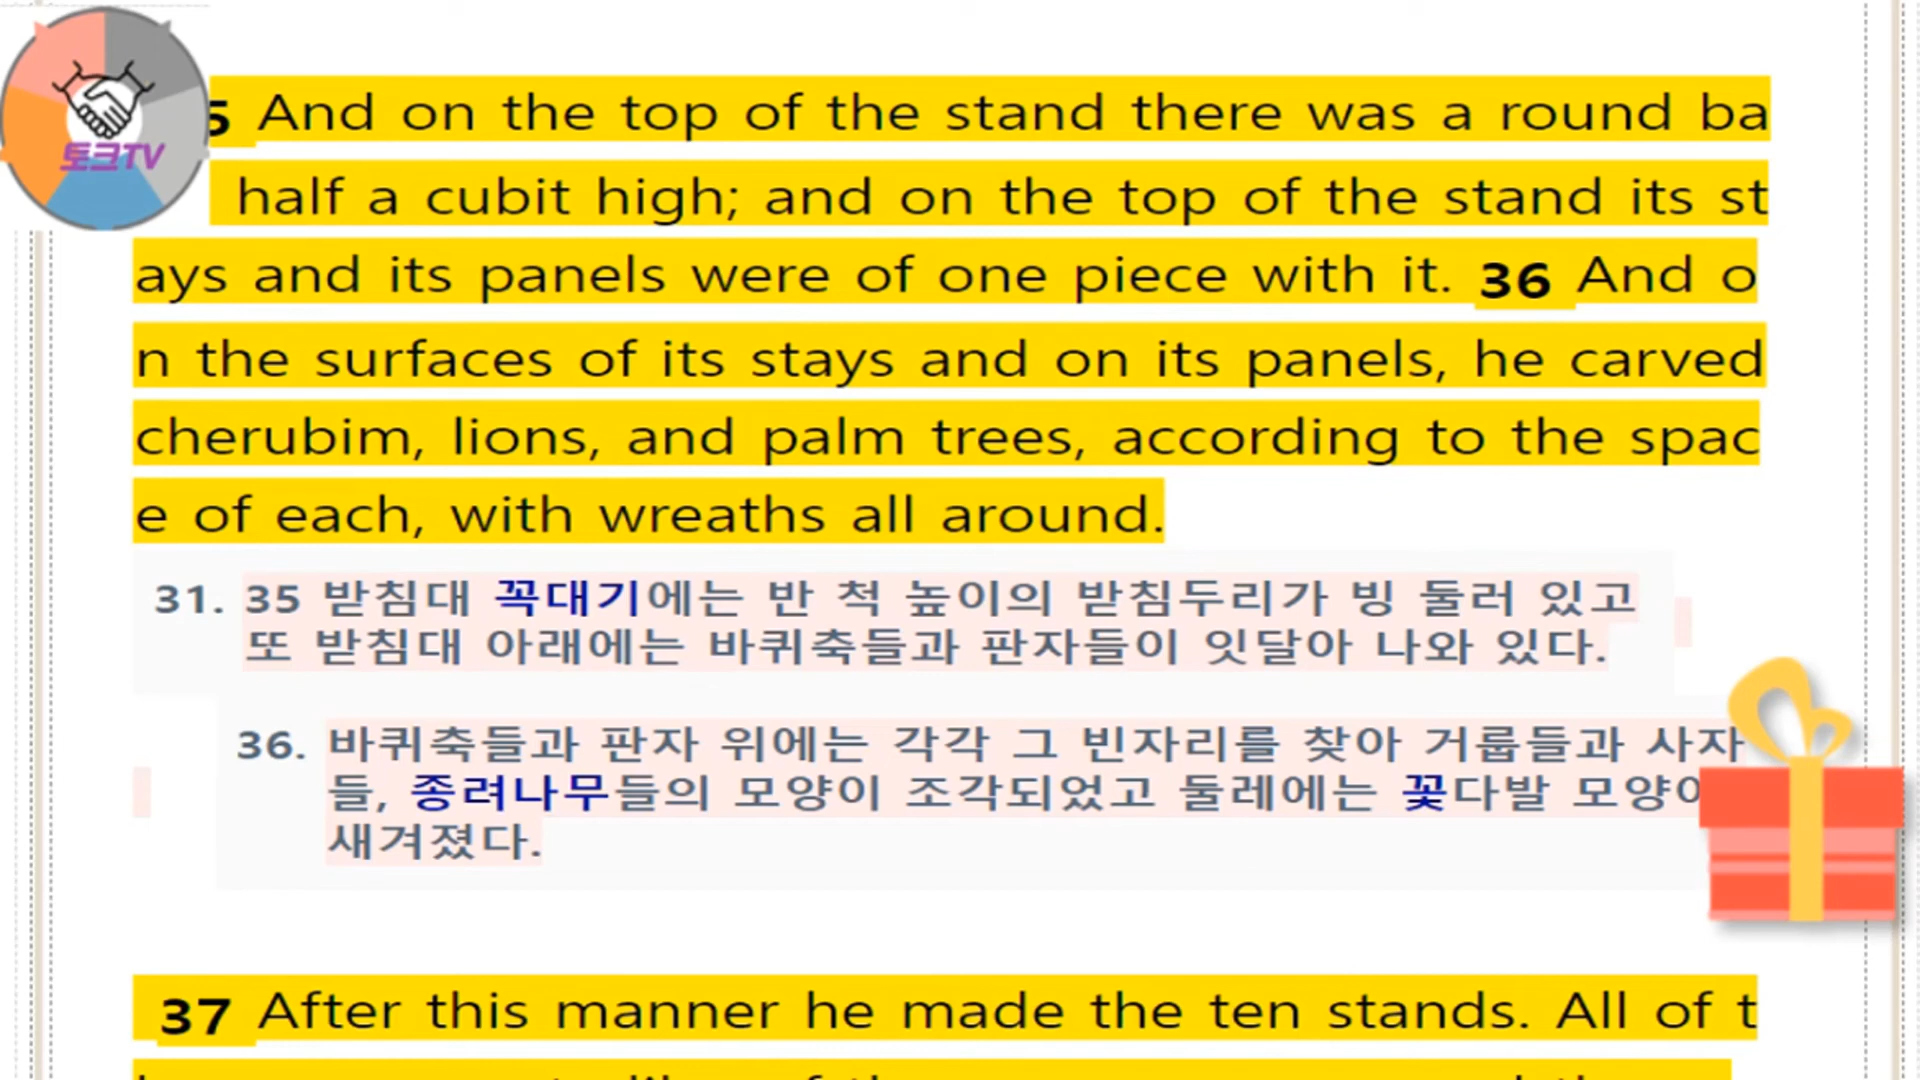 토크TV
5 And on the top of the stand there was a round ba
half a cubit high; and on the top of the stand its st
ays and its panels were of one piece with it. 36 And o
n the surfaces of its stays and on its panels, he carved
cherubim, lions, and palm trees, according to the spac
e of each, with wreaths all around.
31. 35 받침대 꼭대기에는 반 척 높이의 받침두리가 빙 둘러 있고
또 받침대 아래에는 바퀴축들과 판자들이 잇달아 나와 있다.
36. 바퀴축들과 판자 위에는 각각 그 빈자리를 찾아 거룹들과 사자
들, 종려나무들의 모양이 조각되었고 둘레에는 꽃다발 모양이
새겨졌다.
37 After this manner he made the ten stands. All of t